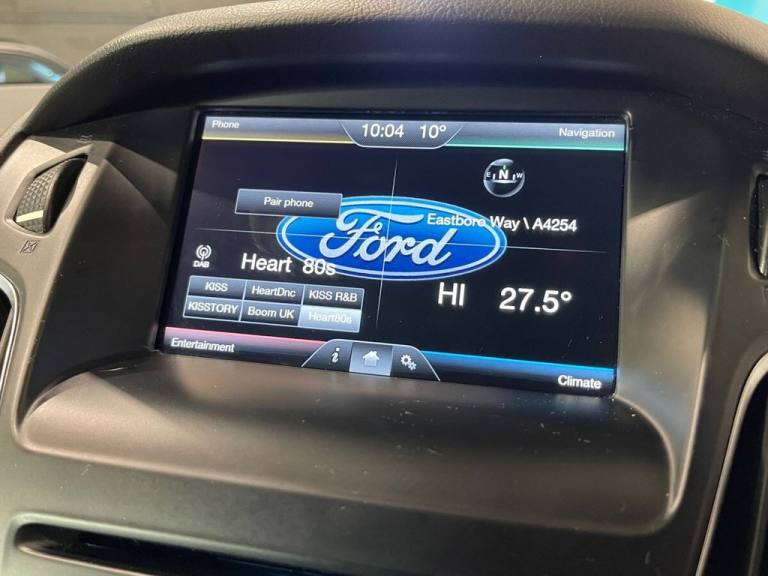 Phone
10:04 10°
Navigation
E N W
Pair phone
Ford
Eastboro Way \ A4254
DAB
Heart 80s
HI 27.5°
KISS HeartDnc KISS R&B
KISSTORY Boom UK Heart80s
Entertainment
i
Climate